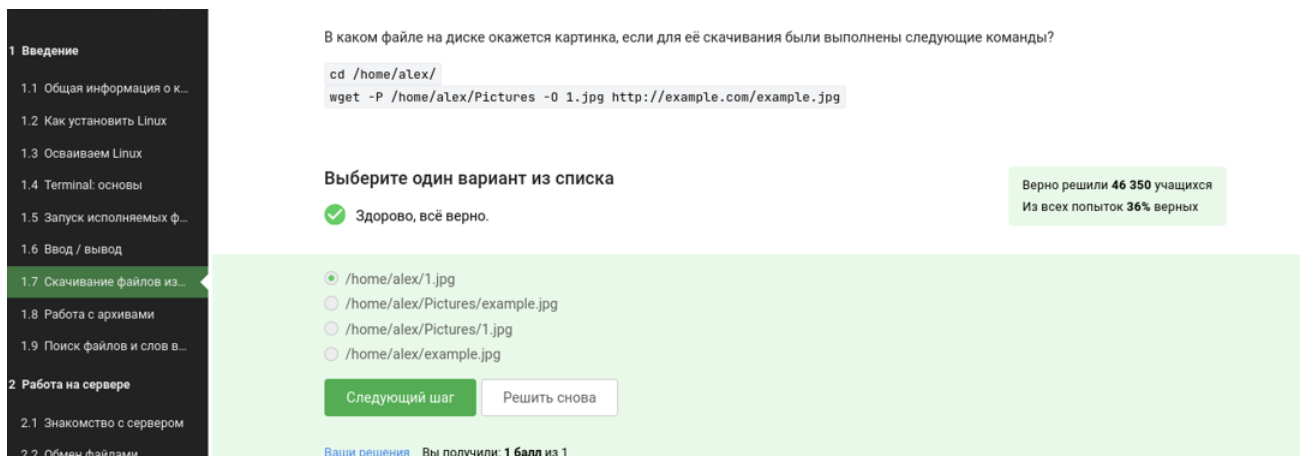 1 Введение
1.1 Общая информация о к...
1.2 Как установить Linux
1.3 Осваиваем Linux
1.4 Terminal: основы
1.5 Запуск исполняемых ф...
1.6 Ввод / вывод
1.7 Скачивание файлов из...
1.8 Работа с архивами
1.9 Поиск файлов и слов в...
2 Работа на сервере
2.1 Знакомство с сервером
2.2 Обмен файлами
В каком файле на диске окажется картинка, если для её скачивания были выполнены следующие команды?
cd /home/alex/
wget -P /home/alex/Pictures -O 1.jpg http://example.com/example.jpg
Выберите один вариант из списка
Здорово, всё верно.
Верно решили 46 350 учащихся
Из всех попыток 36% верных
/home/alex/1.jpg
/home/alex/Pictures/example.jpg
/home/alex/Pictures/1.jpg
/home/alex/example.jpg
Следующий шаг
Решить снова
Ваши решения Вы получили: 1 балл из 1